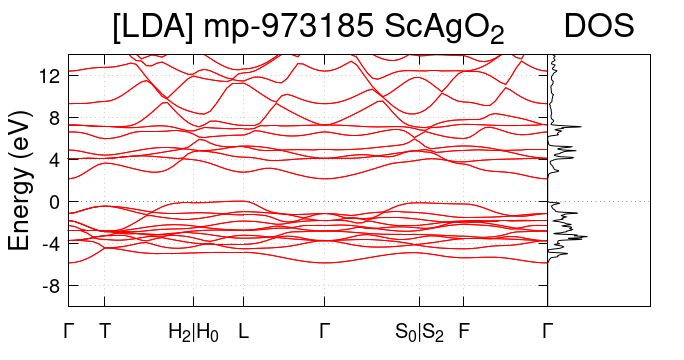 [LDA] mp-973185 ScAgO₂ DOS
Energy (eV)
12
8
4
0
-4
-8
Γ T H₂|H₀ L Γ S₀|S₂ F Γ